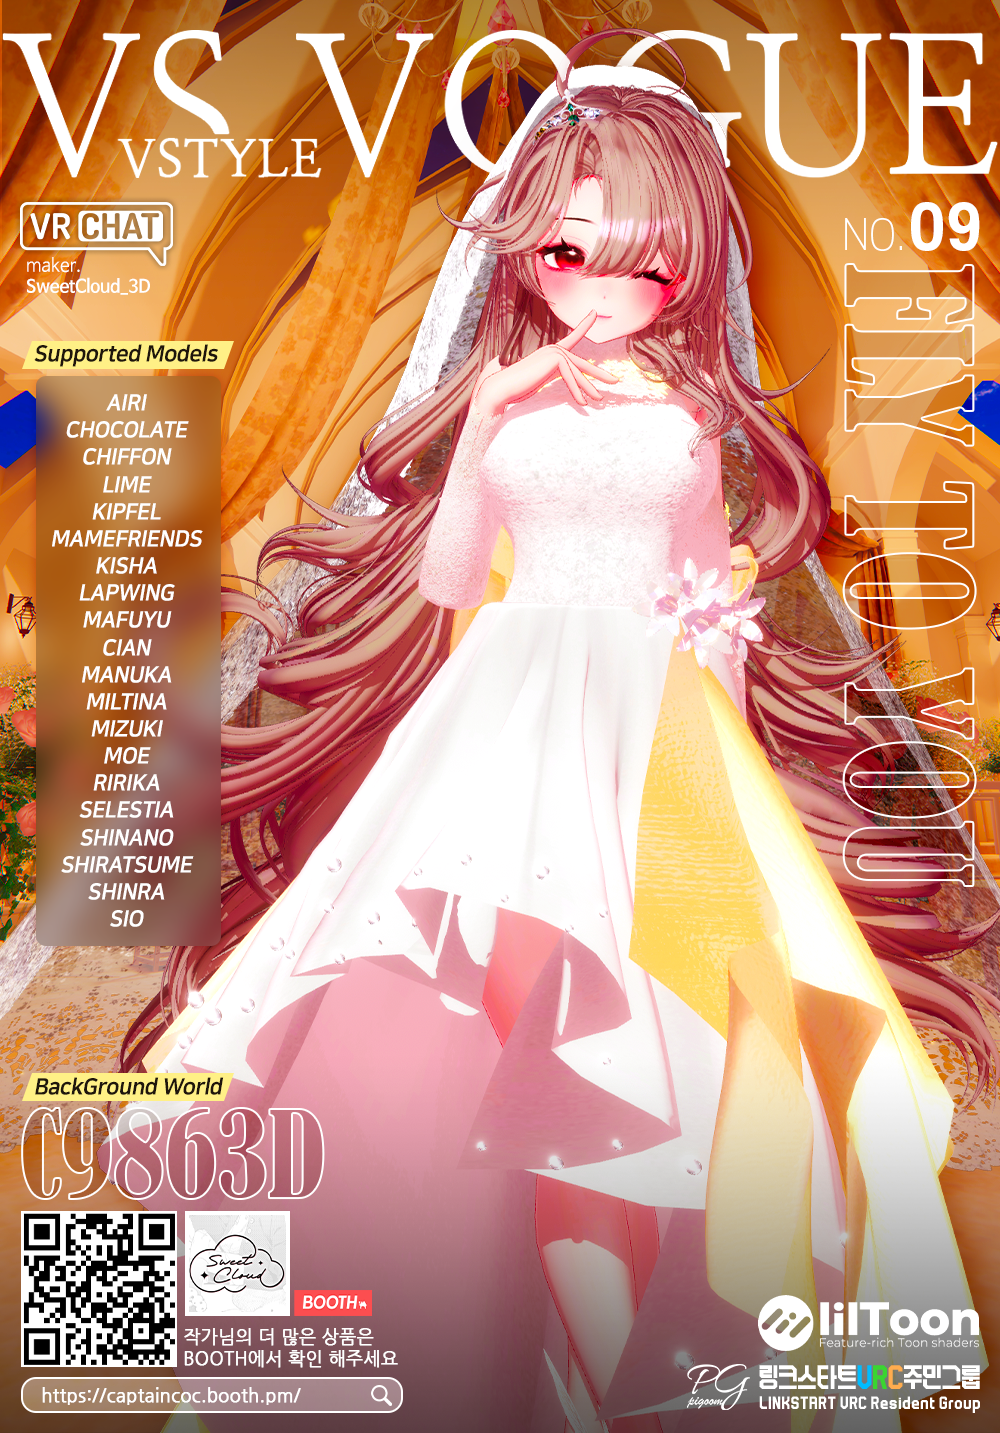 VS VOGUE
VSTYLE
VRCHAT
maker.
SweetCloud_3D
NO.09
FLY TO YOU
Supported Models
AIRI
CHOCOLATE
CHIFFON
LIME
KIPFEL
MAMEFRIENDS
KISHA
LAPWING
MAFUYU
CIAN
MANUKA
MILTINA
MIZUKI
MOE
RIRIKA
SELESTIA
SHINANO
SHIRATSUME
SHINRA
SIO
BackGround World
C9863D
Sweet
Cloud
BOOTH
작가님의 더 많은 상품은
BOOTH에서 확인 해주세요
https://captaincoc.booth.pm/
lilToon
Feature-rich Toon shaders
PG
pigoom
링크스타트VRC주민그룹
LINKSTART VRC Resident Group